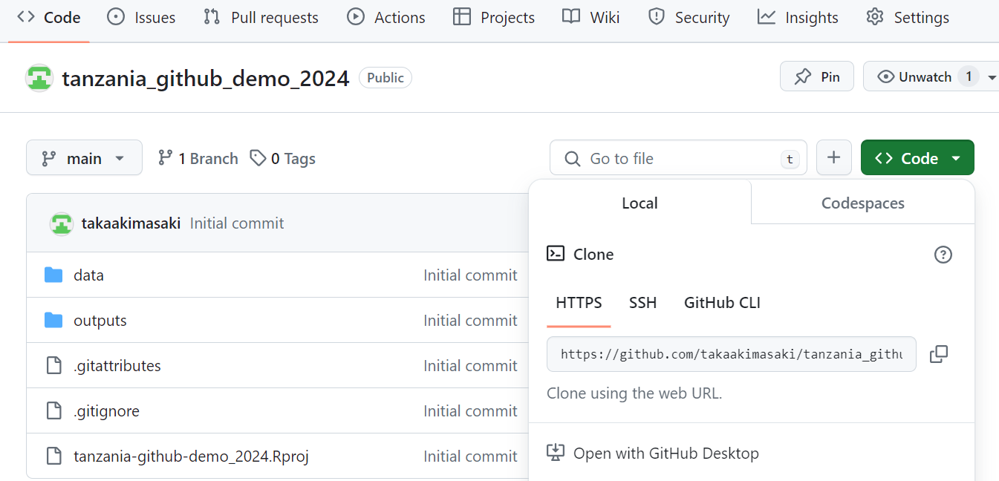 Code Issues Pull requests Actions Projects Wiki Security Insights Settings
tanzania_github_demo_2024 Public Pin Unwatch 1
main 1 Branch 0 Tags Go to file t Code
Local Codespaces
takaakimasaki Initial commit
Clone
data Initial commit
HTTPS SSH GitHub CLI
outputs Initial commit
https://github.com/takaakimasaki/tanzania_githu
.gitattributes Initial commit
Clone using the web URL.
.gitignore Initial commit
Open with GitHub Desktop
tanzania-github-demo_2024.Rproj Initial commit